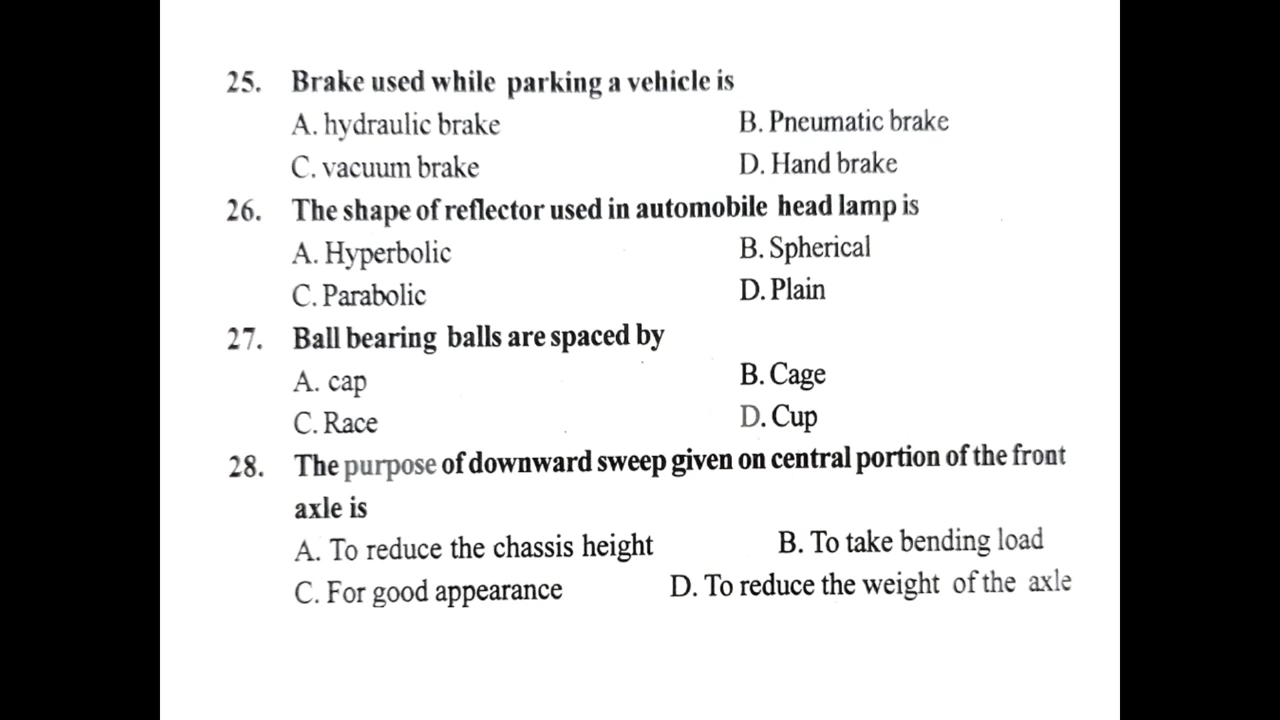 25. Brake used while parking a vehicle is
A. hydraulic brake B. Pneumatic brake
C. vacuum brake D. Hand brake
26. The shape of reflector used in automobile head lamp is
A. Hyperbolic B. Spherical
C. Parabolic D. Plain
27. Ball bearing balls are spaced by
A. cap B. Cage
C. Race D. Cup
28. The purpose of downward sweep given on central portion of the front
axle is
A. To reduce the chassis height B. To take bending load
C. For good appearance D. To reduce the weight of the axle